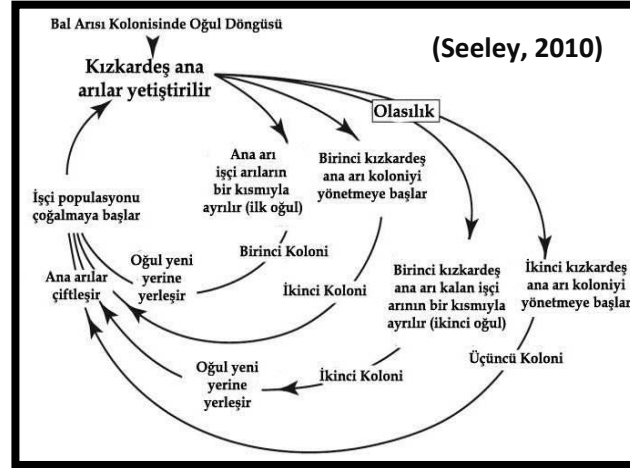 Bal Arısı Kolonisinde Oğul Döngüsü
(Seeley, 2010)
Kızkardeş ana
arılar yetiştirilir
Olasılık
Ana arı
işçi arıların
bir kısmıyla
ayrılır (ilk oğul)
Birinci kızkardeş
ana arı koloniyi
yönetmeye başlar
İşçi populasyonu
çoğalmaya başlar
Birinci Koloni
Oğul yeni
yerine
yerleşir
İkinci Koloni
Ana arılar
çiftleşir
Birinci kızkardeş
ana arı kalan işçi
arının bir kısmıyla
ayrılır (ikinci oğul)
İkinci kızkardeş
ana arı koloniyi
yönetmeye başlar
Üçüncü Koloni
İkinci Koloni
Oğul yeni
yerine
yerleşir